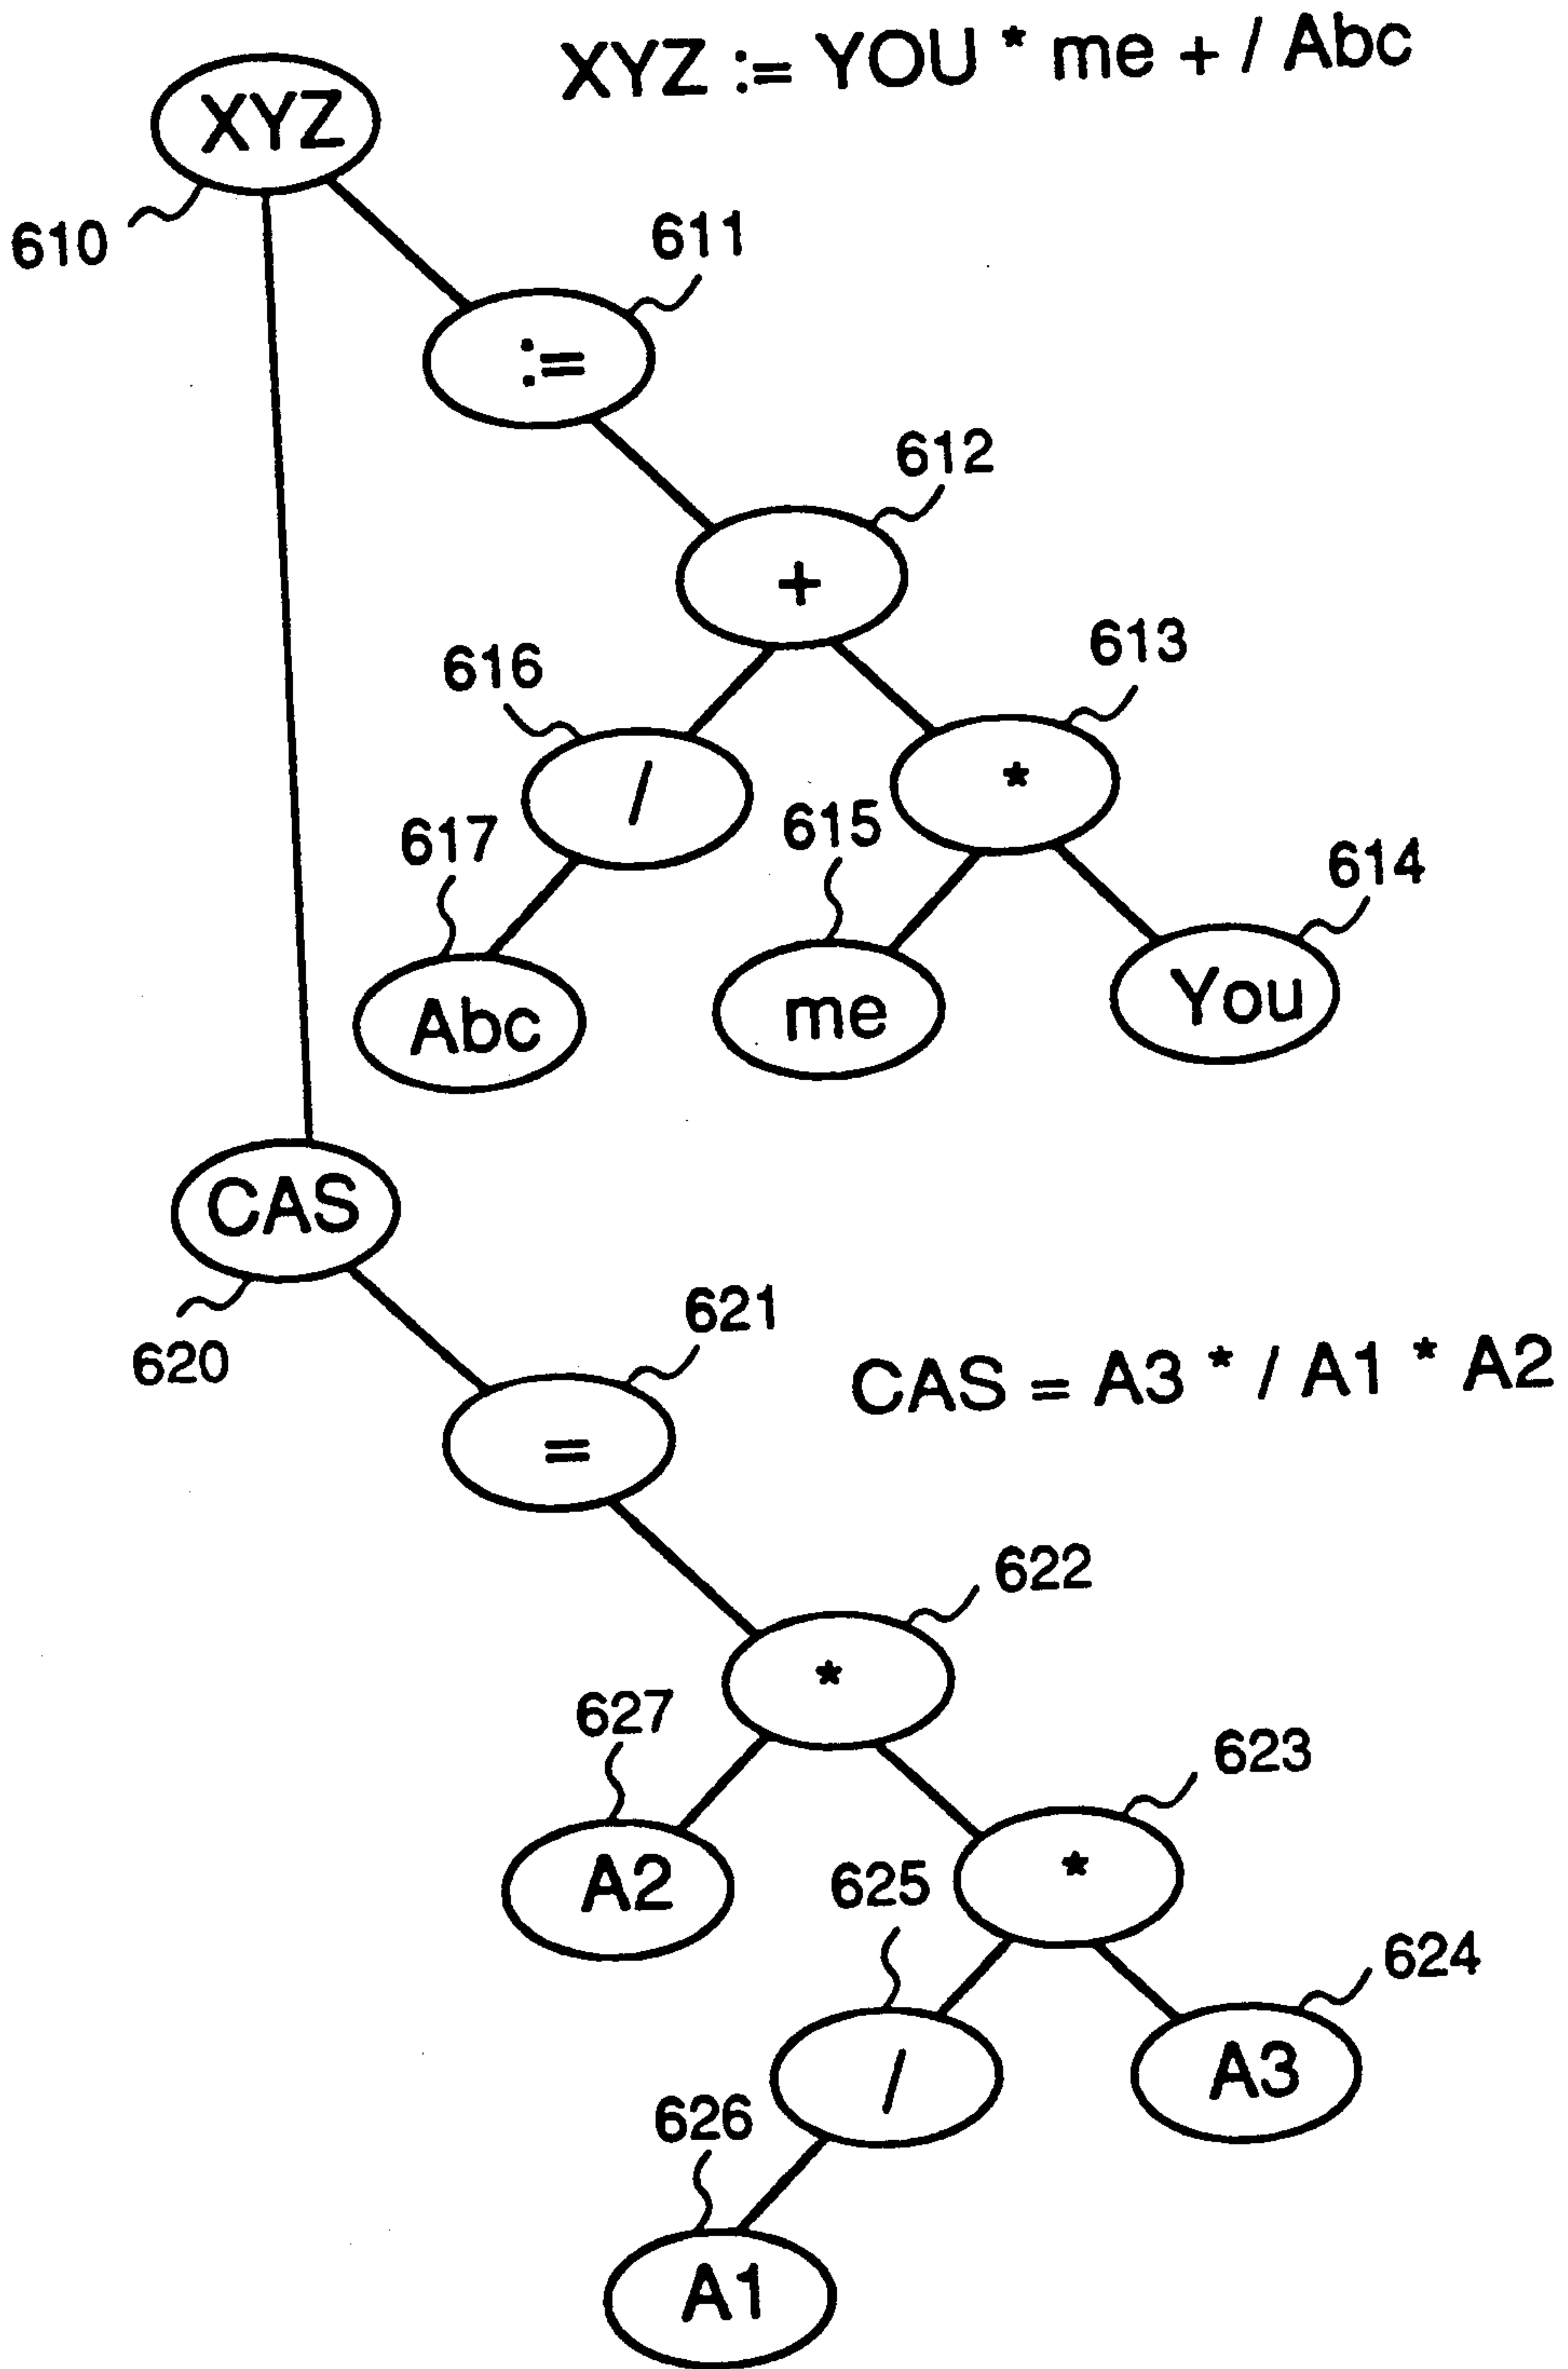 XYZ := YOU * me + / Abc
XYZ
610
611
:=
612
+
616
613
/
*
617
615
614
Abc
me
You
CAS
620
621
CAS = A3 * / A1 * A2
=
622
*
627
623
A2
625
*
624
/
A3
626
A1